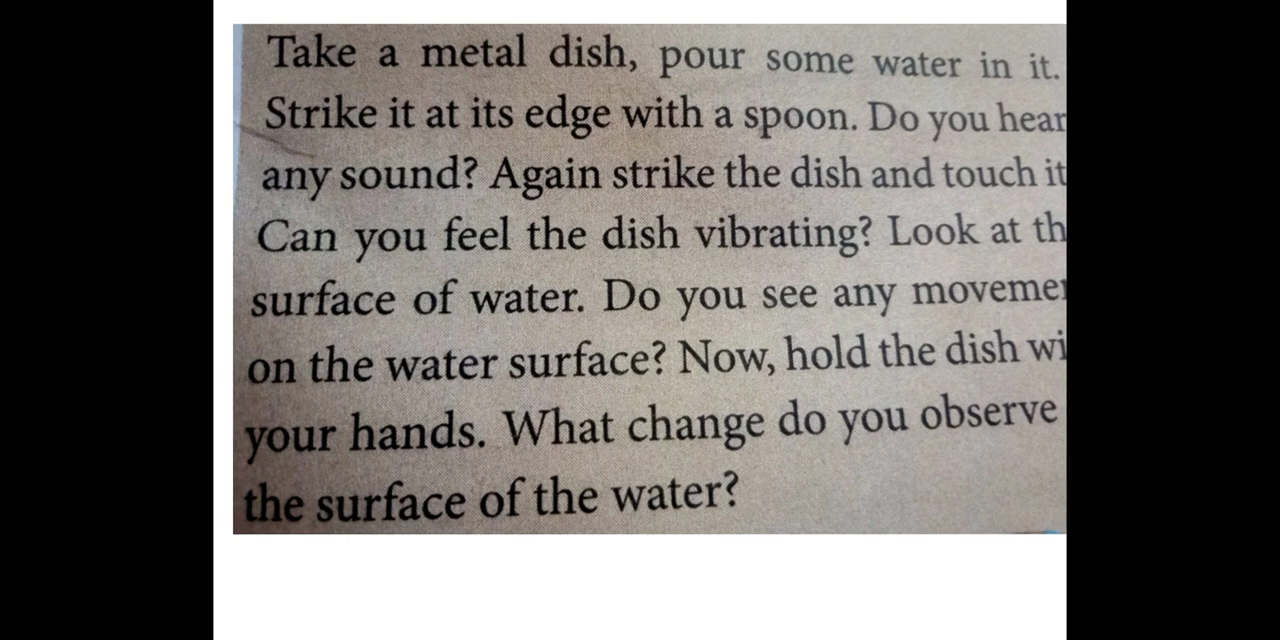 Take a metal dish, pour some water in it.
Strike it at its edge with a spoon. Do you hear
any sound? Again strike the dish and touch it
Can you feel the dish vibrating? Look at th
surface of water. Do you see any moveme
on the water surface? Now, hold the dish wi
your hands. What change do you observe
the surface of the water?